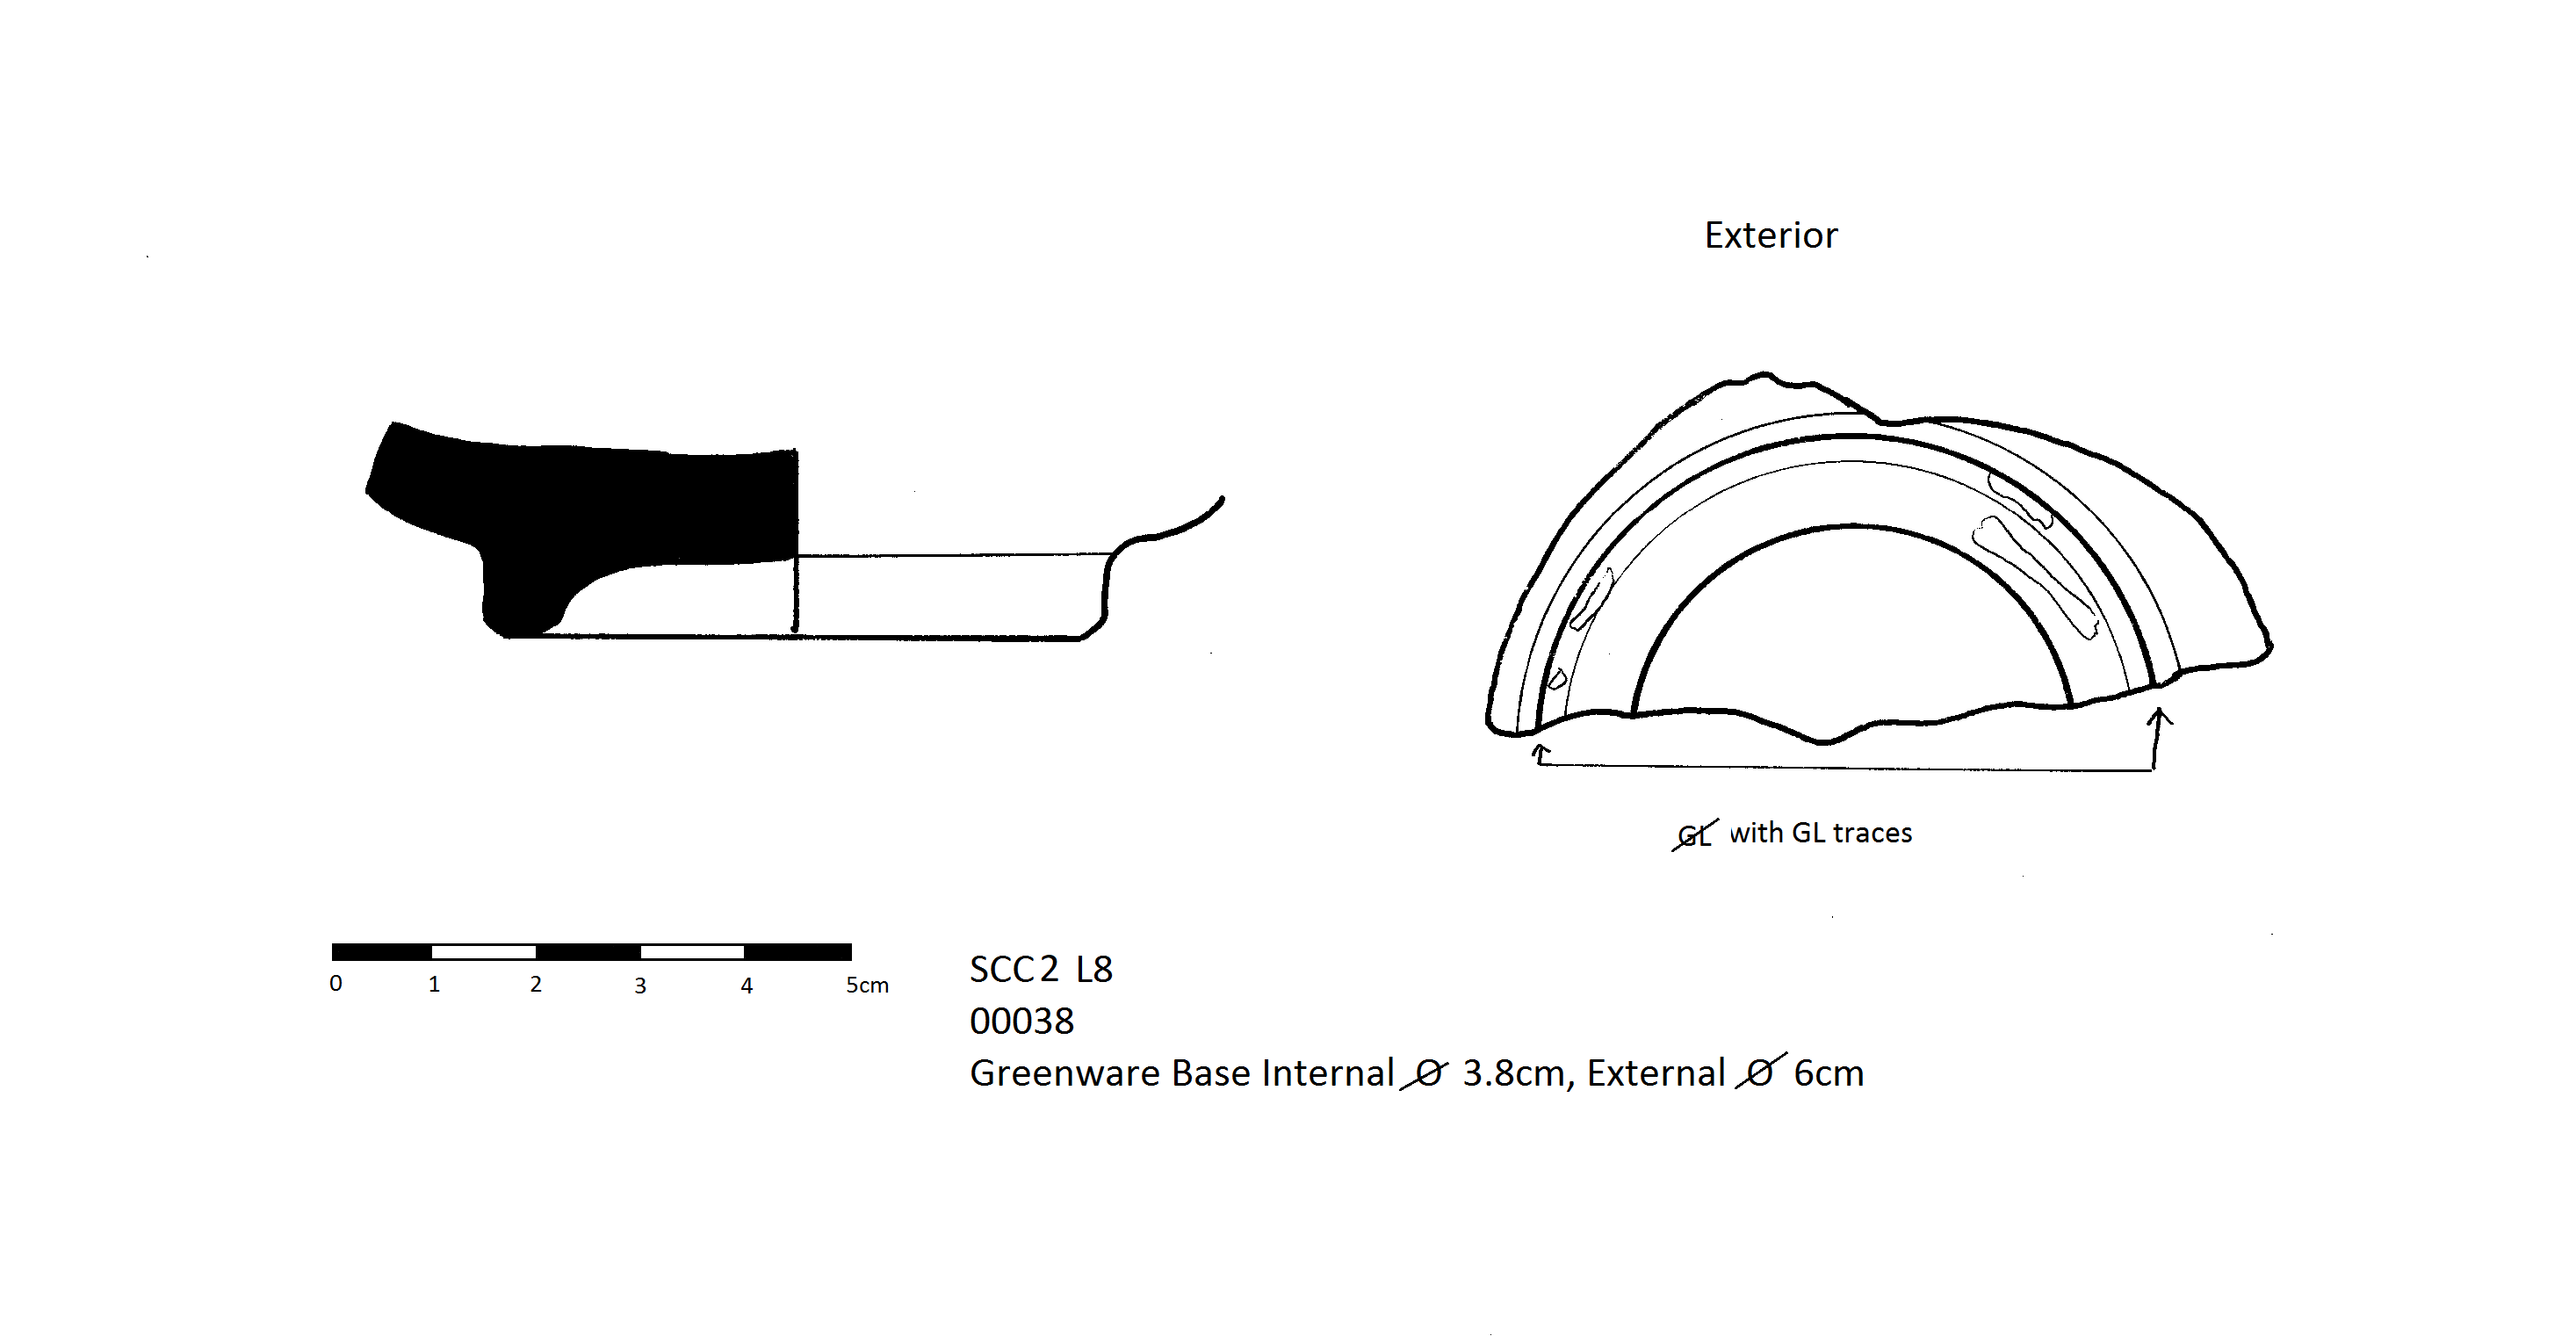 Exterior
GL with GL traces
0 1 2 3 4 5cm
SCC2 L8
00038
Greenware Base Internal Ø 3.8cm, External Ø 6cm